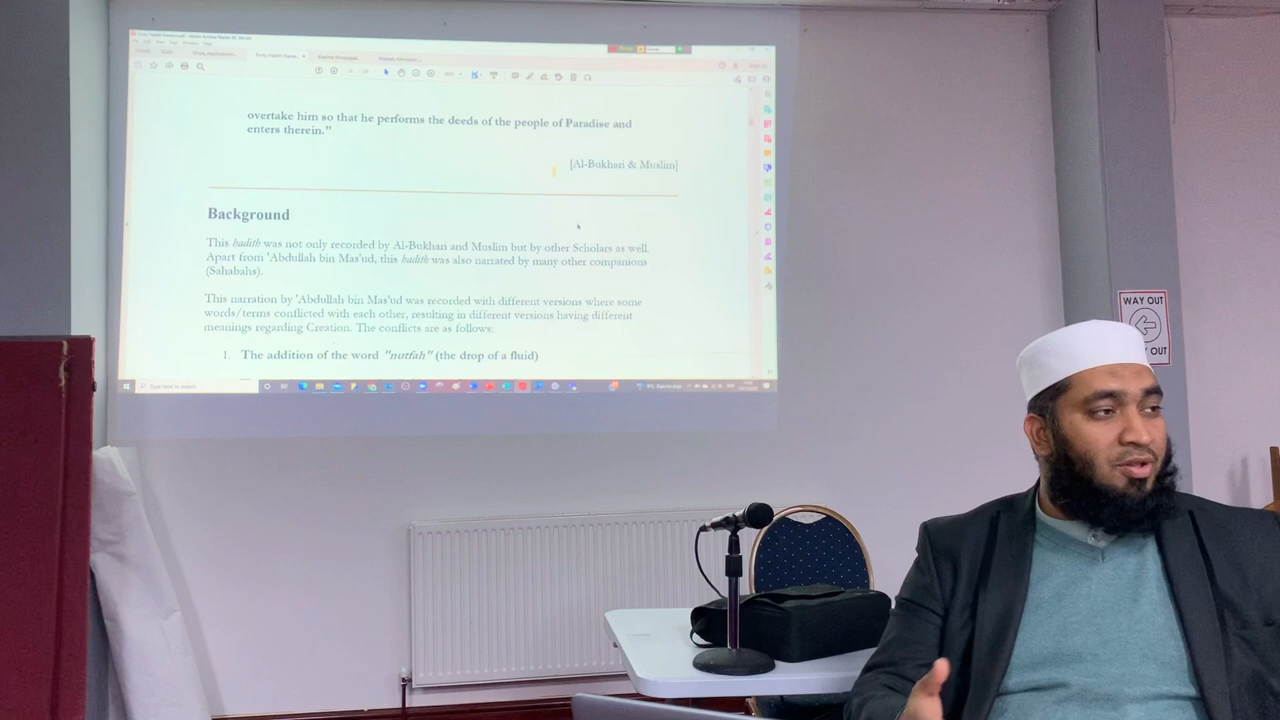 overtake him so that he performs the deeds of the people of Paradise and
enters therein."
[Al-Bukhari & Muslim]
Background
This hadith was not only recorded by Al-Bukhari and Muslim but by other Scholars as well.
Apart from 'Abdullah bin Mas'ud, this hadith was also narrated by many other companions
(Sahabahs).
This narration by 'Abdullah bin Mas'ud was recorded with different versions where some
words/terms conflicted with each other, resulting in different versions having different
meanings regarding Creation. The conflicts are as follows:
1. The addition of the word "nutfah" (the drop of a fluid)
Type here to search
WAY OUT
OUT